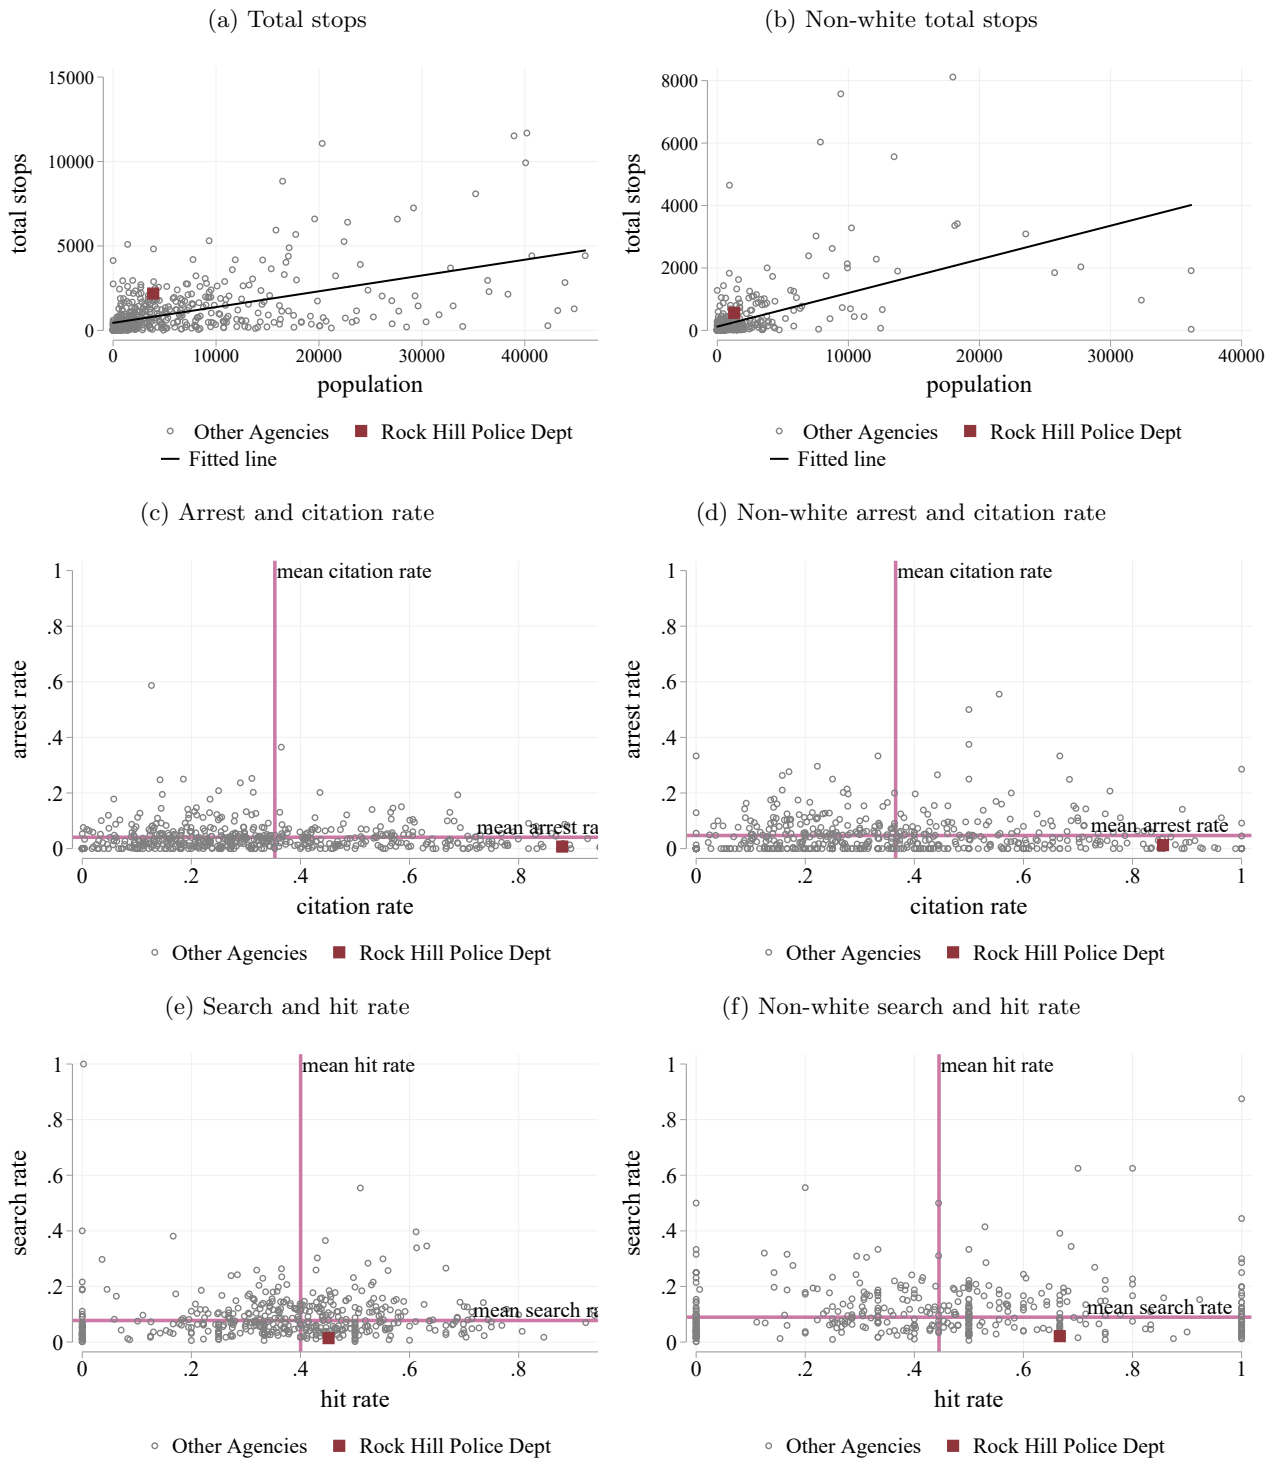 (a) Total stops
(b) Non-white total stops
total stops
15000
10000
5000
0
0 10000 20000 30000 40000
population
Other Agencies Rock Hill Police Dept
Fitted line
total stops
8000
6000
4000
2000
0
0 10000 20000 30000 40000
population
Other Agencies Rock Hill Police Dept
Fitted line
(c) Arrest and citation rate
(d) Non-white arrest and citation rate
arrest rate
1
.8
.6
.4
.2
0
mean citation rate
mean arrest ra
0 .2 .4 .6 .8
citation rate
Other Agencies Rock Hill Police Dept
arrest rate
1
.8
.6
.4
.2
0
mean citation rate
mean arrest rate
0 .2 .4 .6 .8 1
citation rate
Other Agencies Rock Hill Police Dept
(e) Search and hit rate
(f) Non-white search and hit rate
search rate
1
.8
.6
.4
.2
0
mean hit rate
mean search ra
0 .2 .4 .6 .8
hit rate
Other Agencies Rock Hill Police Dept
search rate
1
.8
.6
.4
.2
0
mean hit rate
mean search rate
0 .2 .4 .6 .8 1
hit rate
Other Agencies Rock Hill Police Dept